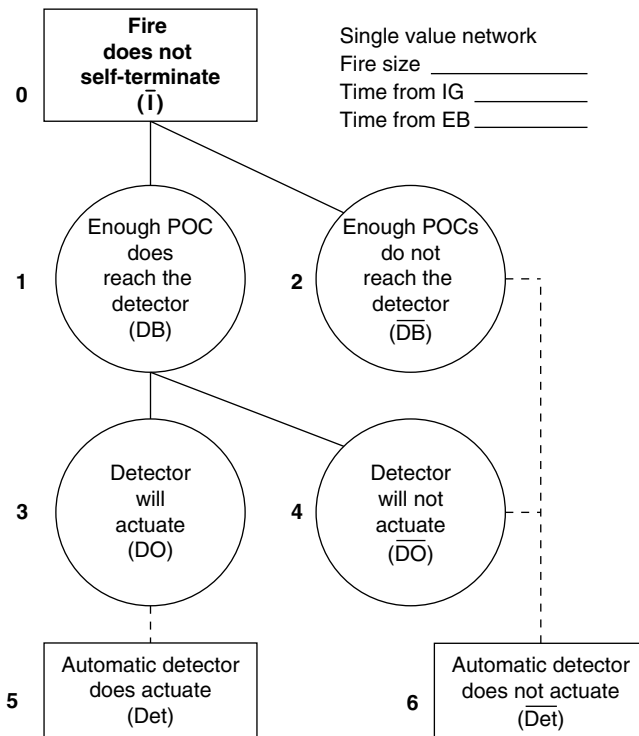 Fire
does not
self-terminate
(I̅)
0
Single value network
Fire size
Time from IG
Time from EB
Enough POC
does
reach the
detector
(DB)
1
Enough POCs
do not
reach the
detector
(D̅B̅)
2
Detector
will
actuate
(DO)
3
Detector
will not
actuate
(D̅O̅)
4
Automatic detector
does actuate
(Det)
5
Automatic detector
does not actuate
(D̅e̅t̅)
6